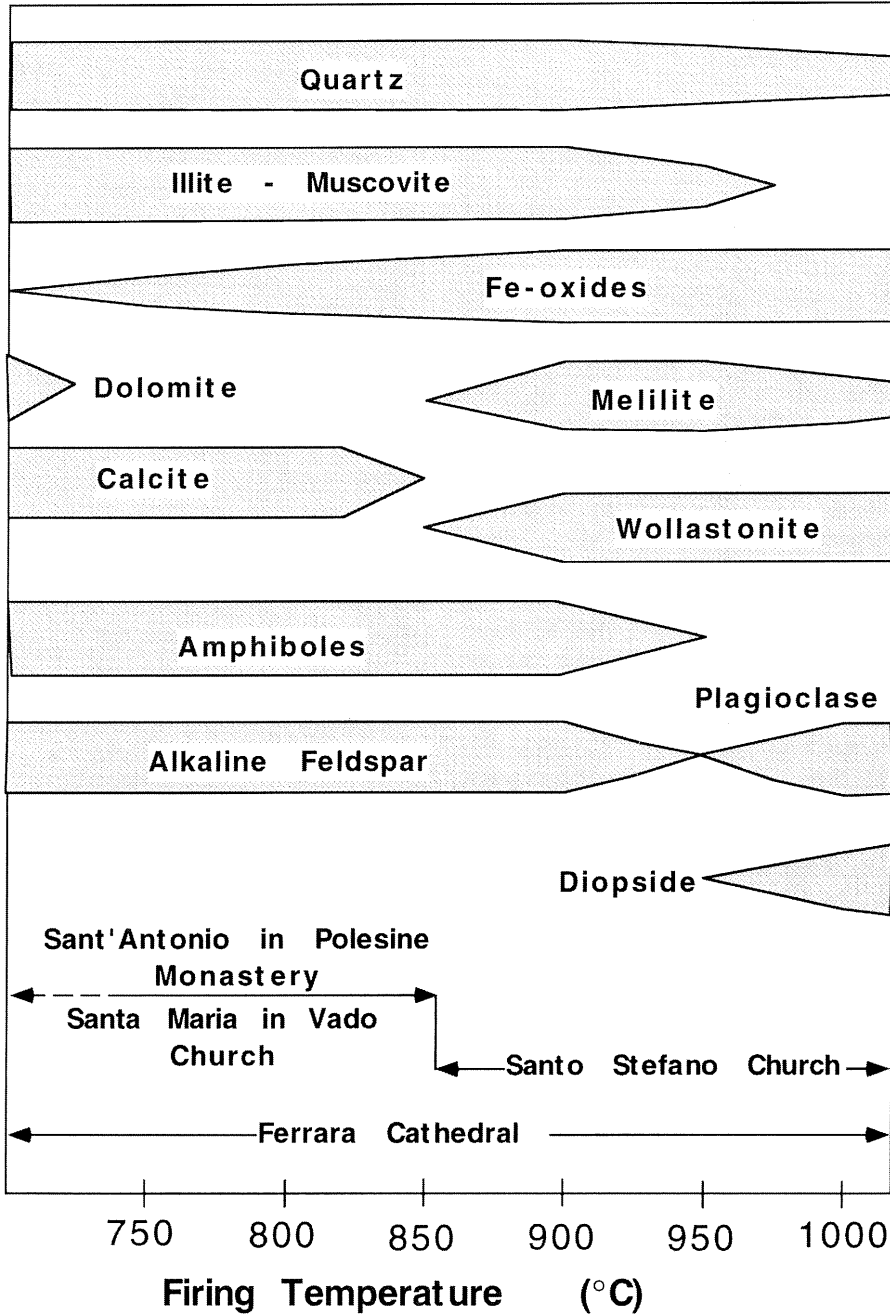 Quartz
Illite - Muscovite
Fe-oxides
Dolomite
Melilite
Calcite
Wollastonite
Amphiboles
Plagioclase
Alkaline Feldspar
Diopside
Sant'Antonio in Polesine
Monastery
Santa Maria in Vado
Church
Santo Stefano Church
Ferrara Cathedral
750 800 850 900 950 1000
Firing Temperature (°C)